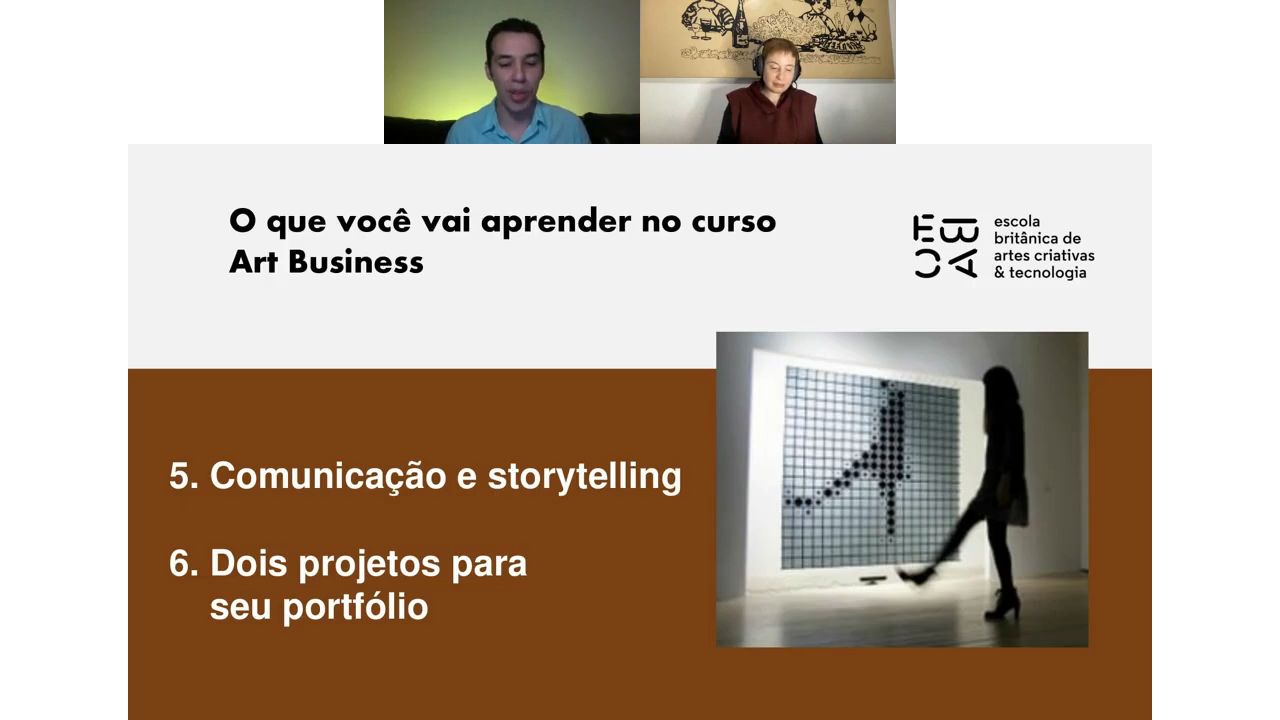 O que você vai aprender no curso
Art Business
escola
britânica de
artes criativas
& tecnologia
5. Comunicação e storytelling
6. Dois projetos para
seu portfólio